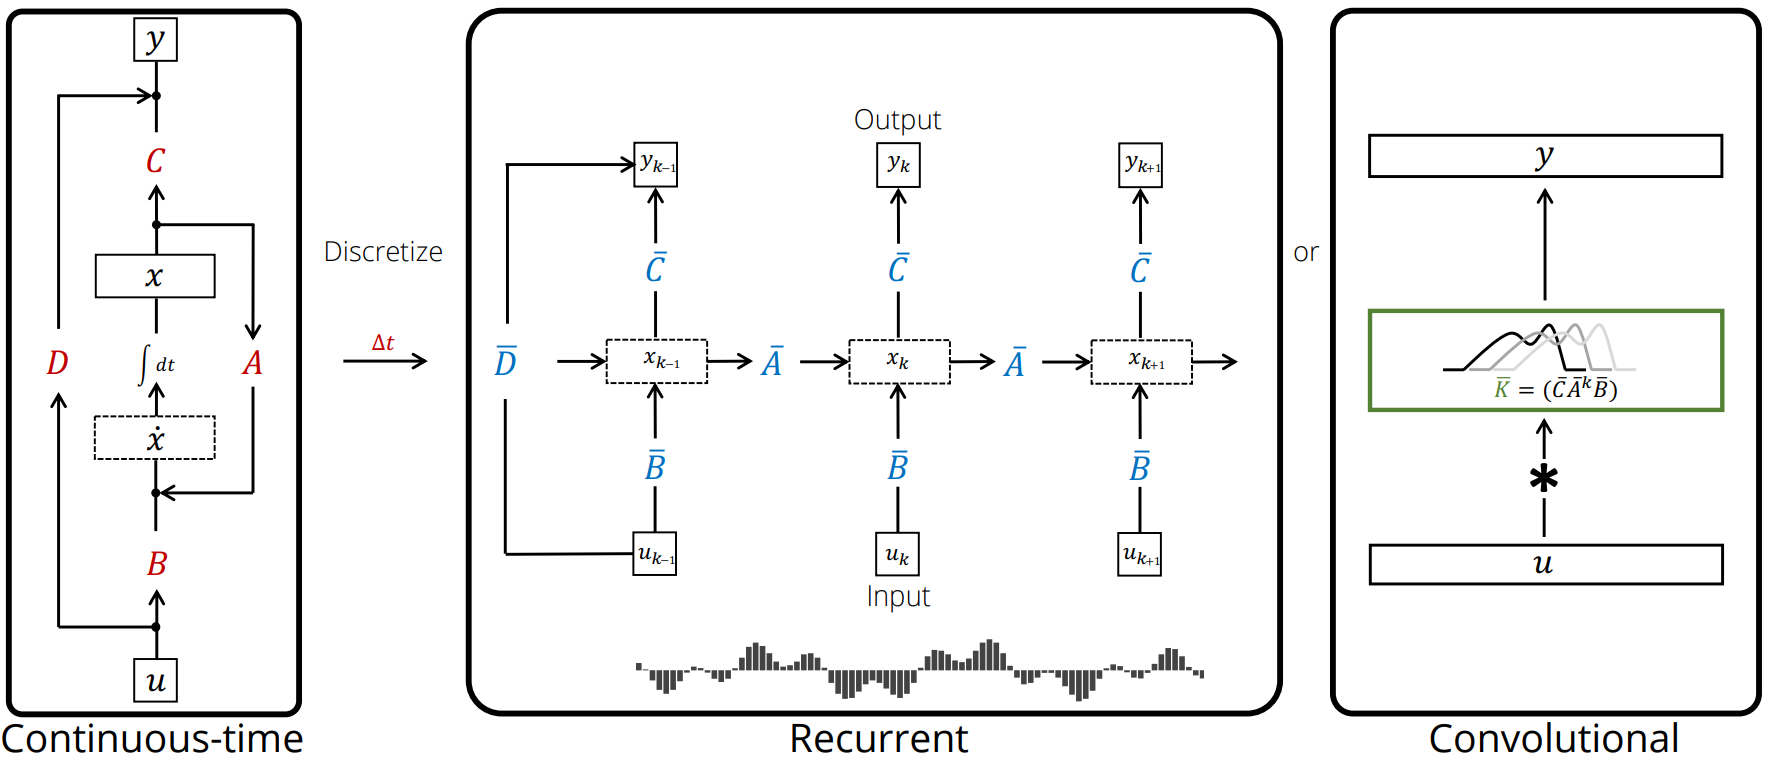 y
C
x
D
∫ dt
A
ẋ
B
u
Continuous-time
Discretize
Δt
Output
y_{k−1}
y_k
y_{k+1}
C̅
C̅
C̅
D̅
x_{k−1}
A̅
x_k
A̅
x_{k+1}
B̅
B̅
B̅
u_{k−1}
u_k
u_{k+1}
Input
Recurrent
or
y
K̅ = (C̅A̅^kB̅)
*
u
Convolutional